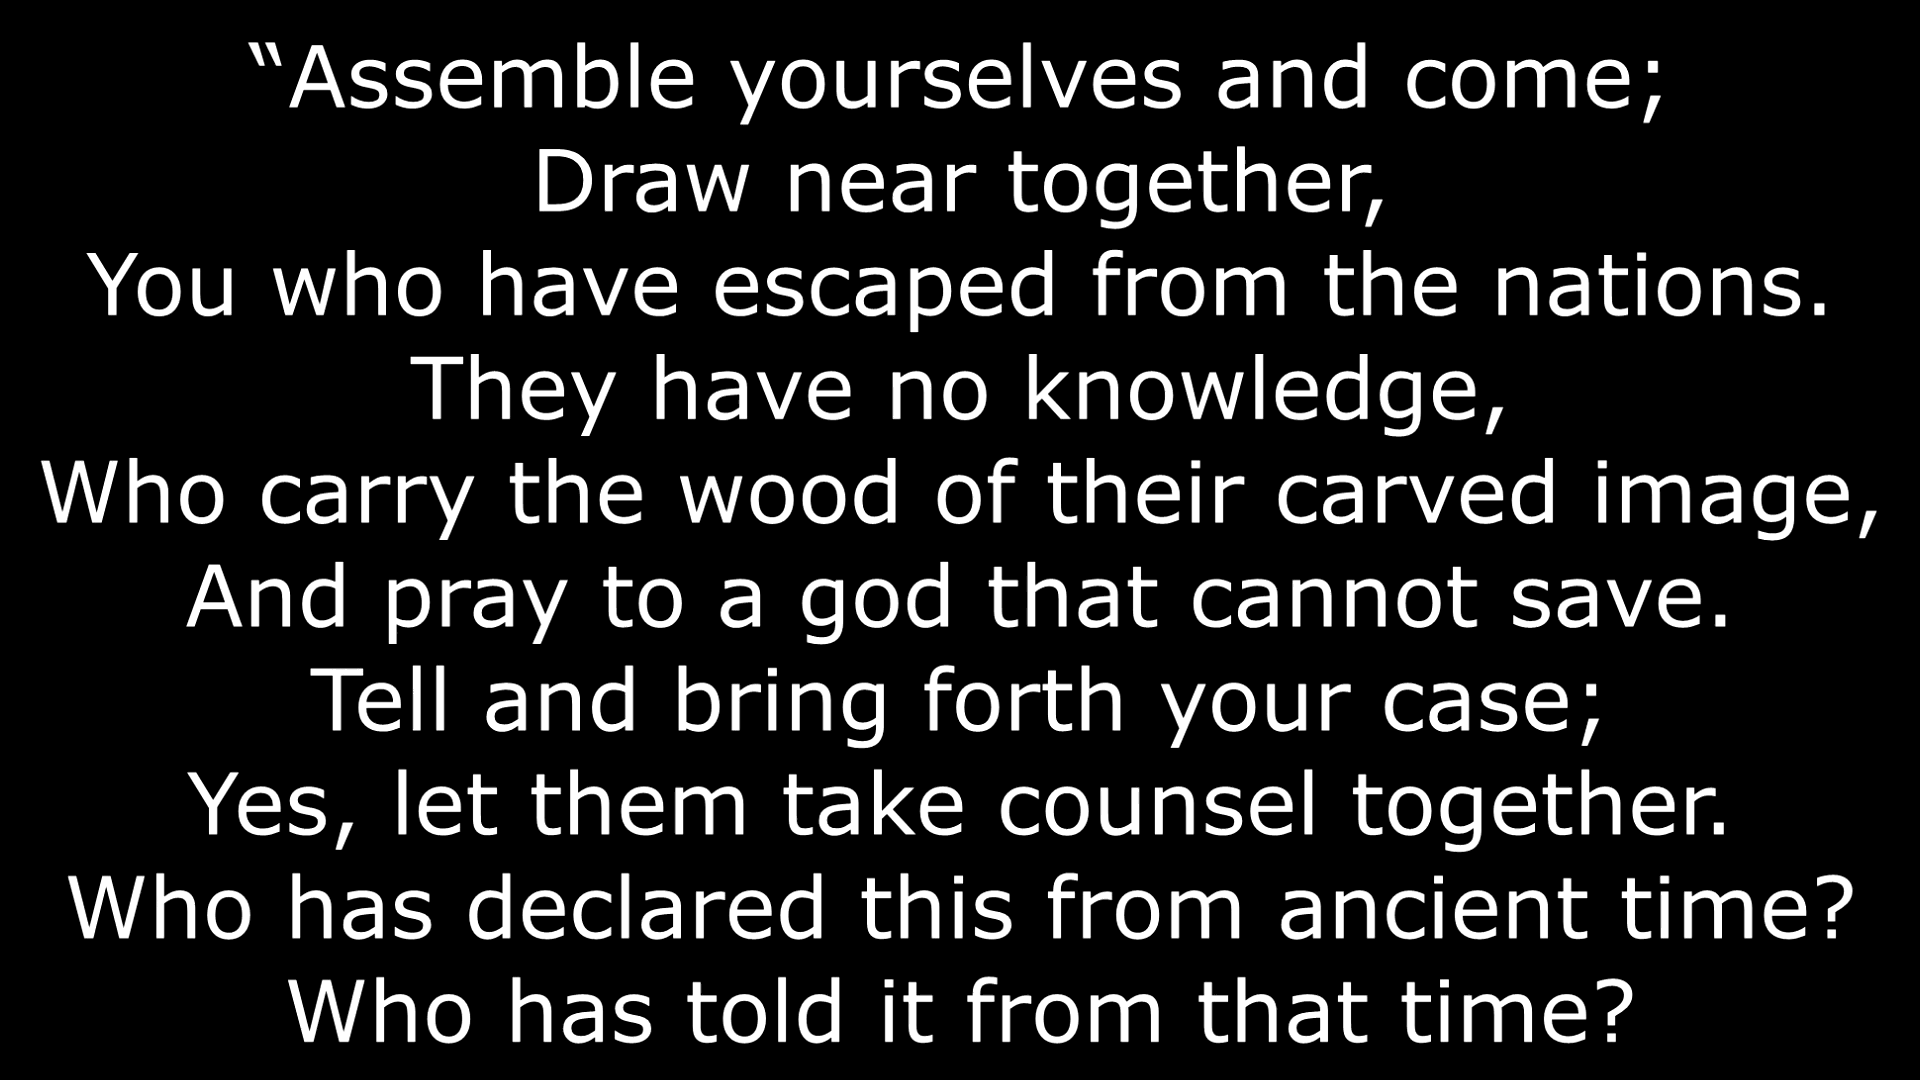 “Assemble yourselves and come;
Draw near together,
You who have escaped from the nations.
They have no knowledge,
Who carry the wood of their carved image,
And pray to a god that cannot save.
Tell and bring forth your case;
Yes, let them take counsel together.
Who has declared this from ancient time?
Who has told it from that time?